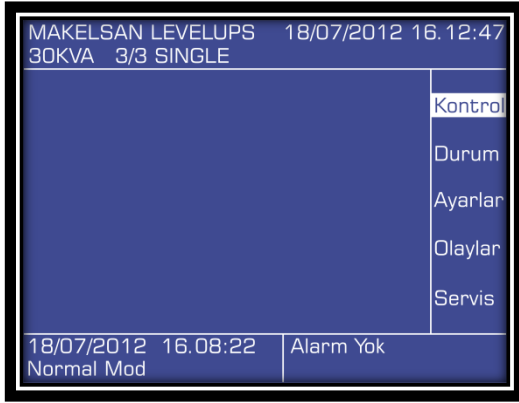 MAKELSAN LEVELUPS 18/07/2012 16.12:47
30KVA 3/3 SINGLE
Kontrol
Durum
Ayarlar
Olaylar
Servis
18/07/2012 16.08:22 Alarm Yok
Normal Mod